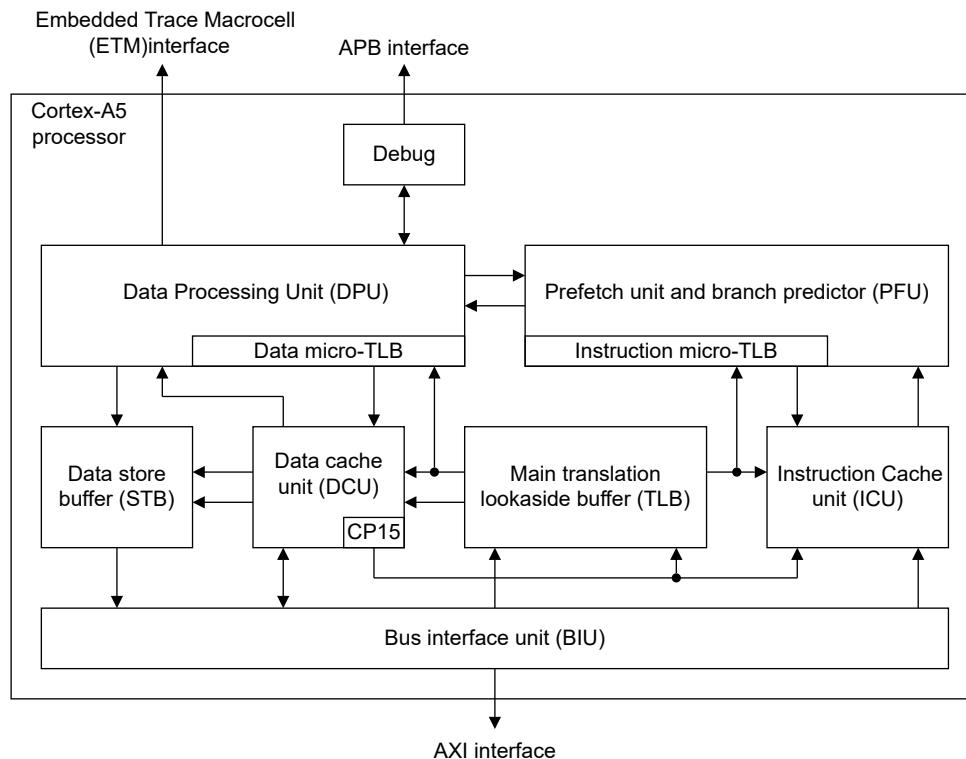 Embedded Trace Macrocell
(ETM)interface
APB interface
Cortex-A5
processor
Debug
Data Processing Unit (DPU)
Prefetch unit and branch predictor (PFU)
Data micro-TLB
Instruction micro-TLB
Data store
buffer (STB)
Data cache
unit (DCU)
CP15
Main translation
lookaside buffer (TLB)
Instruction Cache
unit (ICU)
Bus interface unit (BIU)
AXI interface